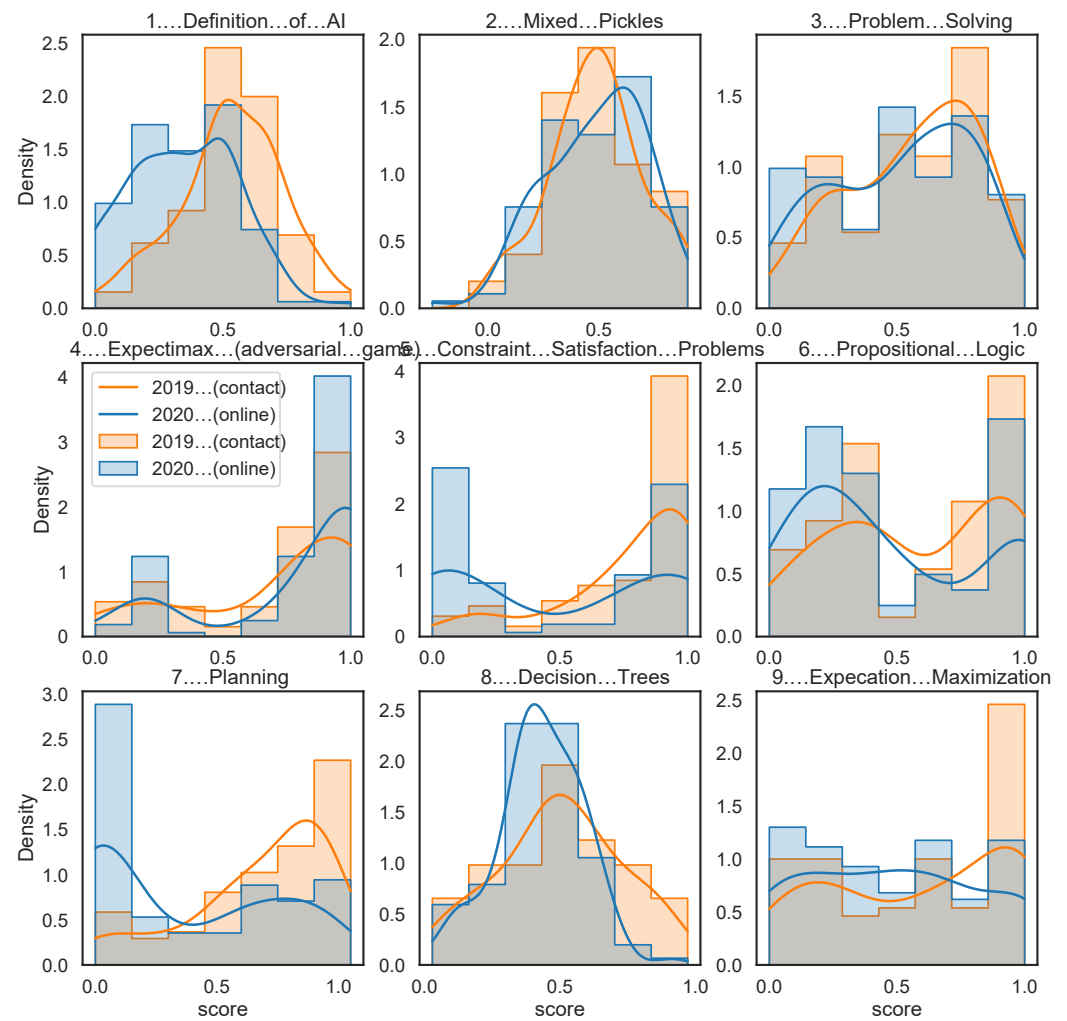 1.…Definition…of…AI
2.…Mixed…Pickles
3.…Problem…Solving
Density
2.5
2.0
1.5
1.0
0.5
0.0
0.0 0.5 1.0
2.0
1.5
1.0
0.5
0.0
0.0 0.5
1.5
1.0
0.5
0.0
0.0 0.5 1.0
4.…Expectimax…(adversarial…game)
5.…Constraint…Satisfaction…Problems
6.…Propositional…Logic
Density
4
3
2
1
0
0.0 0.5 1.0
2019…(contact)
2020…(online)
2019…(contact)
2020…(online)
4
3
2
1
0
0.0 0.5 1.0
2.0
1.5
1.0
0.5
0.0
0.0 0.5 1.0
7.…Planning
8.…Decision…Trees
9.…Expecation…Maximization
Density
3.0
2.5
2.0
1.5
1.0
0.5
0.0
0.0 0.5 1.0
score
2.5
2.0
1.5
1.0
0.5
0.0
0.0 0.5 1.0
score
2.5
2.0
1.5
1.0
0.5
0.0
0.0 0.5 1.0
score